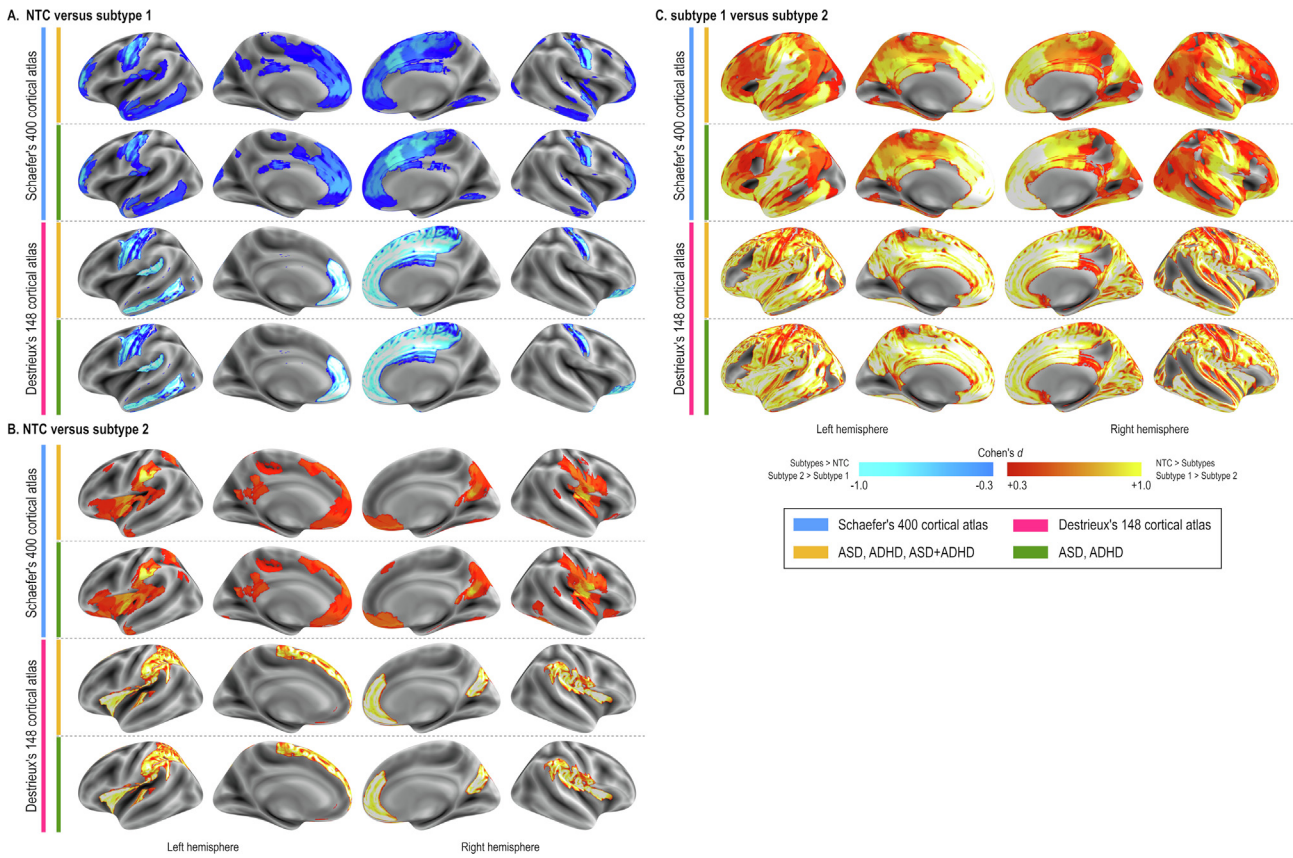 A. NTC versus subtype 1
Schaefer's 400 cortical atlas
Destrieux's 148 cortical atlas
B. NTC versus subtype 2
Schaefer's 400 cortical atlas
Destrieux's 148 cortical atlas
Left hemisphere
Right hemisphere
C. subtype 1 versus subtype 2
Schaefer's 400 cortical atlas
Destrieux's 148 cortical atlas
Left hemisphere
Right hemisphere
Cohen's d
Subtypes > NTC
Subtype 2 > Subtype 1
-1.0
-0.3
+0.3
+1.0
NTC > Subtypes
Subtype 1 > Subtype 2
Schaefer's 400 cortical atlas
Destrieux's 148 cortical atlas
ASD, ADHD, ASD+ADHD
ASD, ADHD